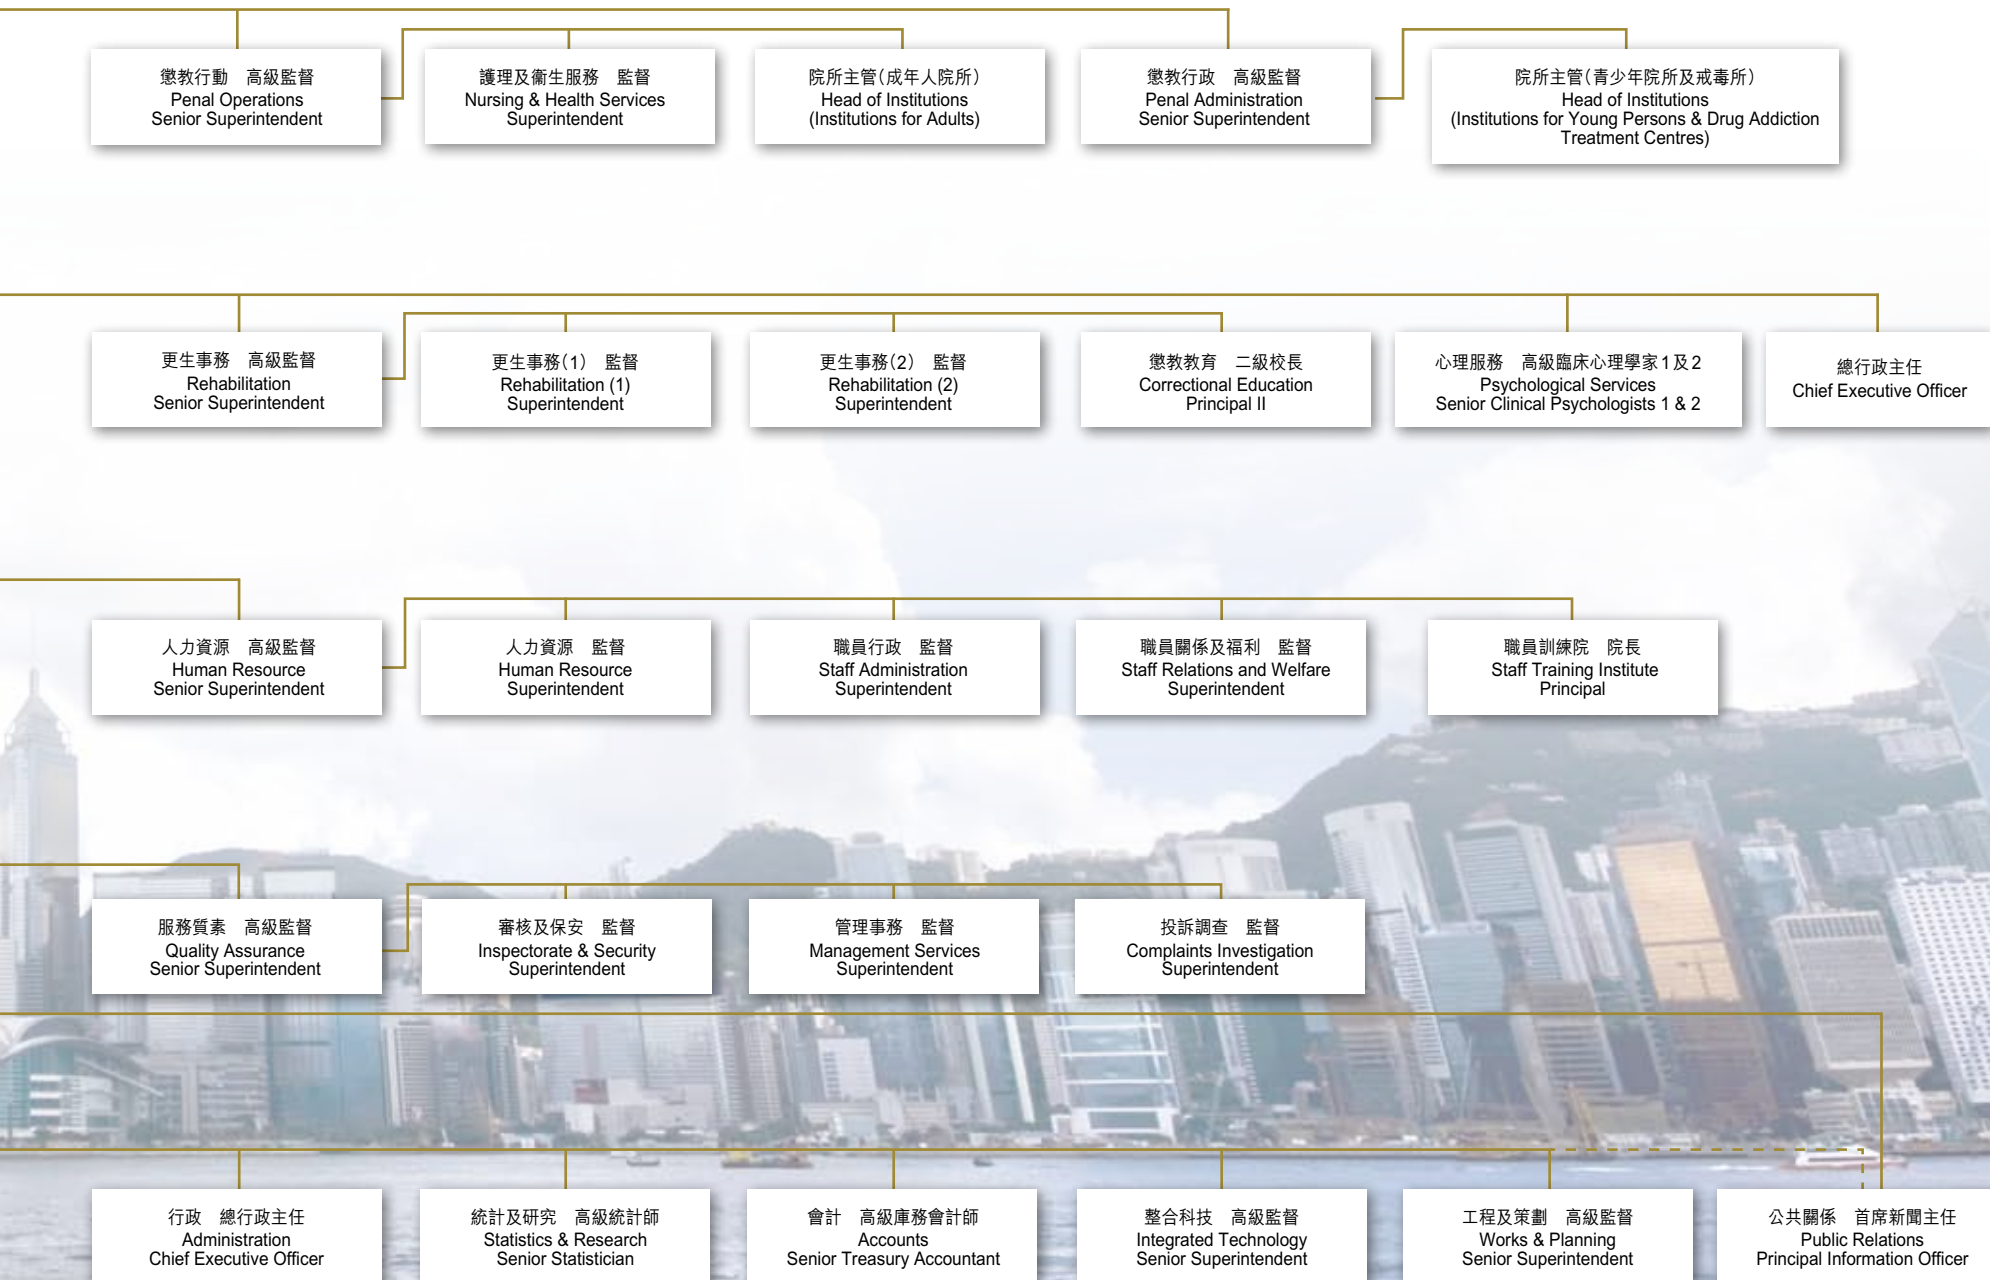 懲教行動　高級監督
Penal Operations
Senior Superintendent
護理及衞生服務　監督
Nursing & Health Services
Superintendent
院所主管(成年人院所)
Head of Institutions
(Institutions for Adults)
懲教行政　高級監督
Penal Administration
Senior Superintendent
院所主管(青少年院所及戒毒所)
Head of Institutions
(Institutions for Young Persons & Drug Addiction
Treatment Centres)
更生事務　高級監督
Rehabilitation
Senior Superintendent
更生事務(1)　監督
Rehabilitation (1)
Superintendent
更生事務(2)　監督
Rehabilitation (2)
Superintendent
懲教教育　二級校長
Correctional Education
Principal II
心理服務　高級臨床心理學家1及2
Psychological Services
Senior Clinical Psychologists 1 & 2
總行政主任
Chief Executive Officer
人力資源　高級監督
Human Resource
Senior Superintendent
人力資源　監督
Human Resource
Superintendent
職員行政　監督
Staff Administration
Superintendent
職員關係及福利　監督
Staff Relations and Welfare
Superintendent
職員訓練院　院長
Staff Training Institute
Principal
服務質素　高級監督
Quality Assurance
Senior Superintendent
審核及保安　監督
Inspectorate & Security
Superintendent
管理事務　監督
Management Services
Superintendent
投訴調查　監督
Complaints Investigation
Superintendent
行政　總行政主任
Administration
Chief Executive Officer
統計及研究　高級統計師
Statistics & Research
Senior Statistician
會計　高級庫務會計師
Accounts
Senior Treasury Accountant
整合科技　高級監督
Integrated Technology
Senior Superintendent
工程及策劃　高級監督
Works & Planning
Senior Superintendent
公共關係　首席新聞主任
Public Relations
Principal Information Officer